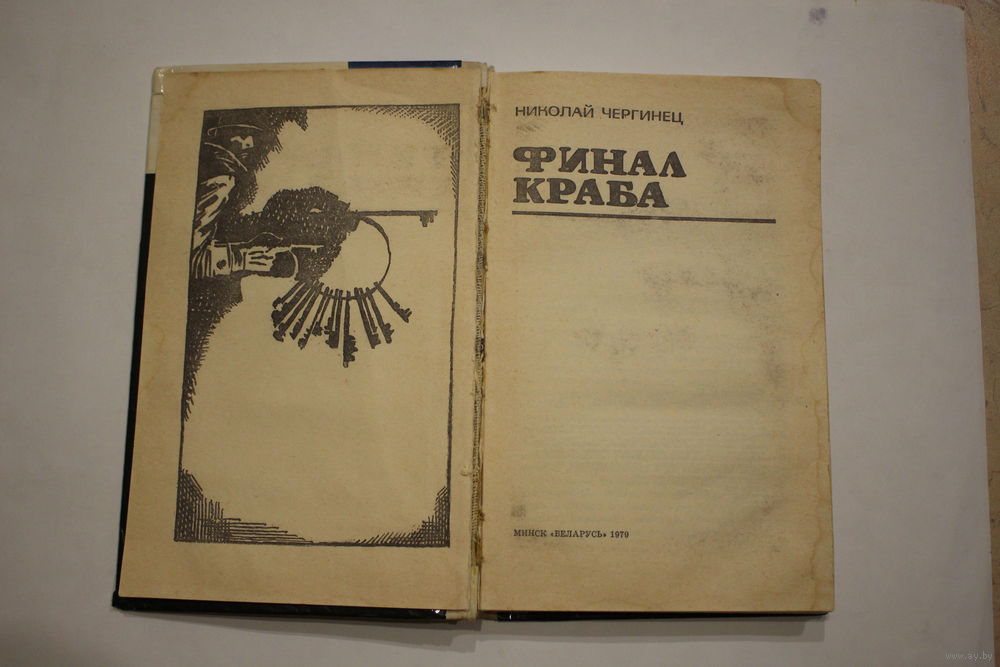 НИКОЛАЙ ЧЕРГИНЕЦ
ФИНАЛ
КРАБА
МИНСК «БЕЛАРУСЬ» 1979
www.ay.by